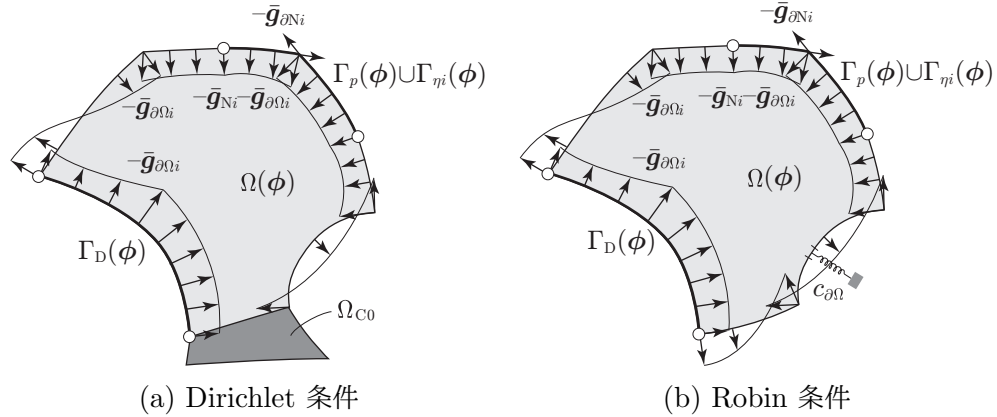 −ḡ∂Ni
Γp(ϕ)∪Γηi(ϕ)
−ḡ∂Ωi
−ḡNi−ḡ∂Ωi
−ḡ∂Ωi
Ω(ϕ)
ΓD(ϕ)
ΩC0
(a) Dirichlet 条件
−ḡ∂Ni
Γp(ϕ)∪Γηi(ϕ)
−ḡ∂Ωi
−ḡNi−ḡ∂Ωi
−ḡ∂Ωi
Ω(ϕ)
ΓD(ϕ)
c∂Ω
(b) Robin 条件